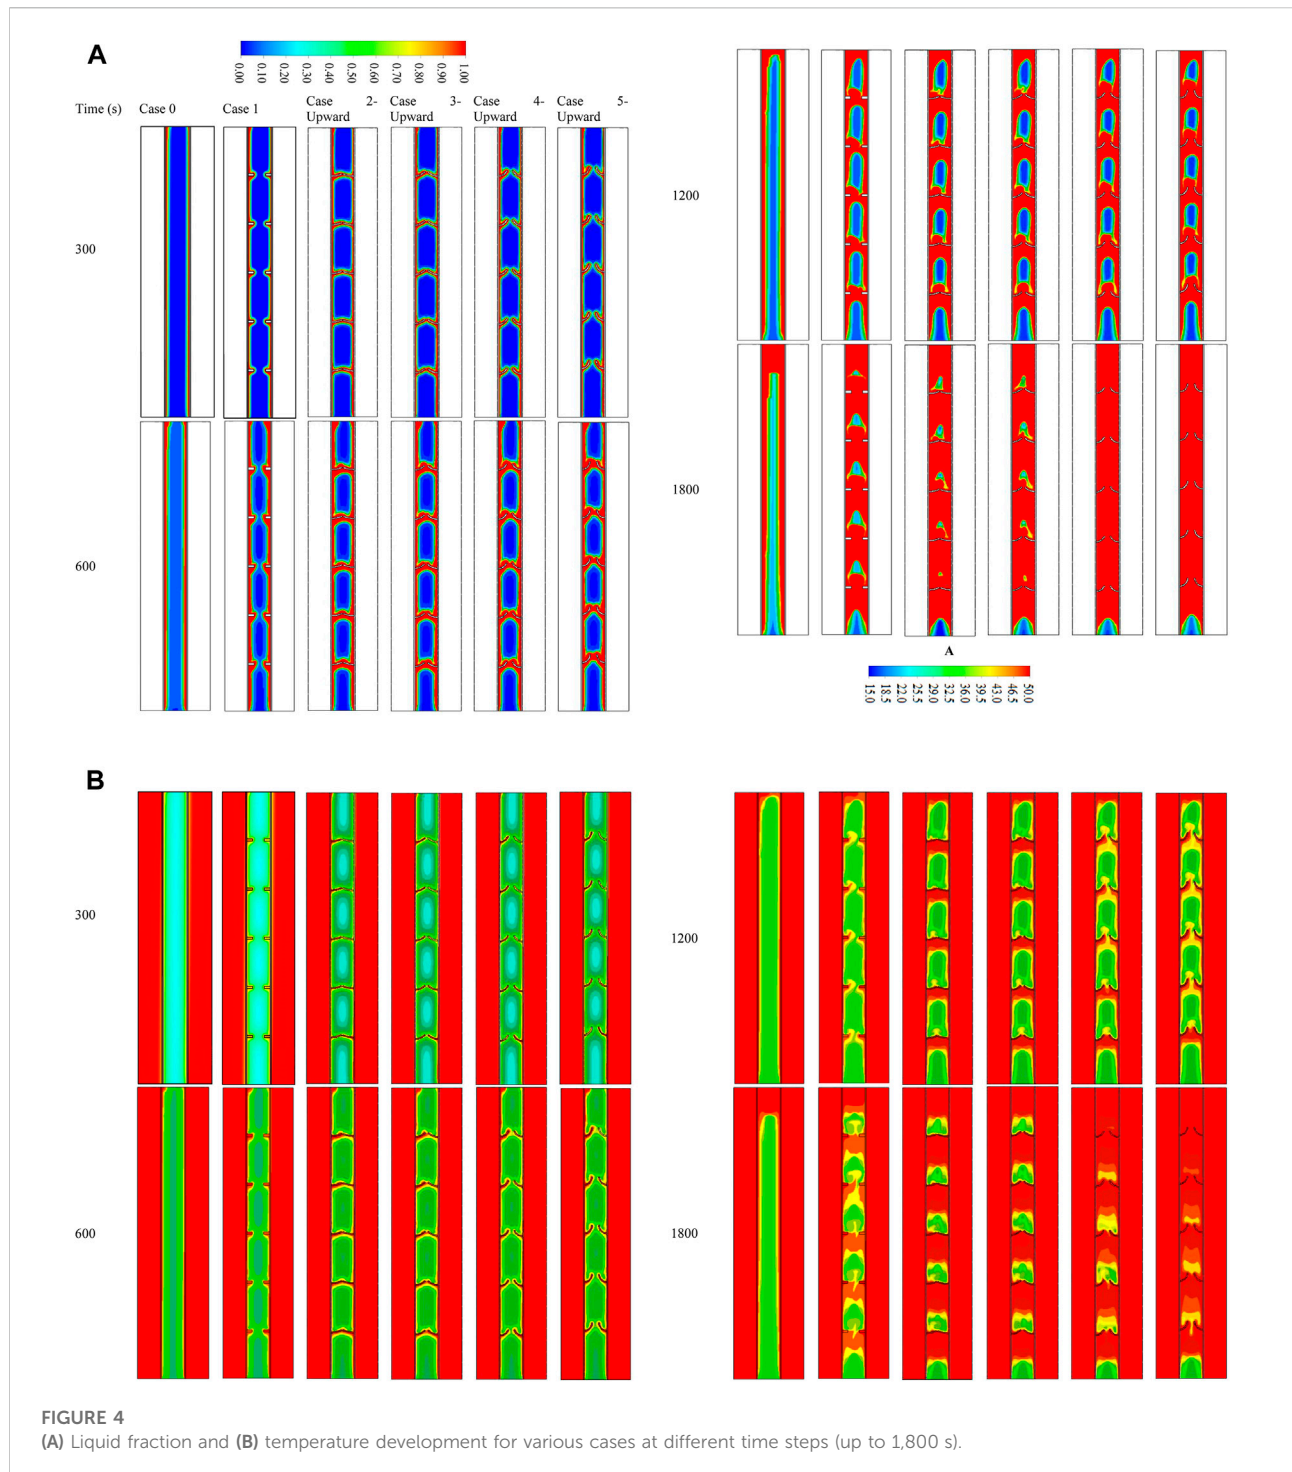 A
0.00 0.10 0.20 0.30 0.40 0.50 0.60 0.70 0.80 0.90 1.00
Time (s) Case 0 Case 1 Case 2- Case 3- Case 4- Case 5-
Upward Upward Upward Upward
300
600
1200
1800
A
15.0 18.5 22.0 25.5 29.0 32.5 36.0 39.5 43.0 46.5 50.0
B
300
600
1200
1800
FIGURE 4
(A) Liquid fraction and (B) temperature development for various cases at different time steps (up to 1,800 s).